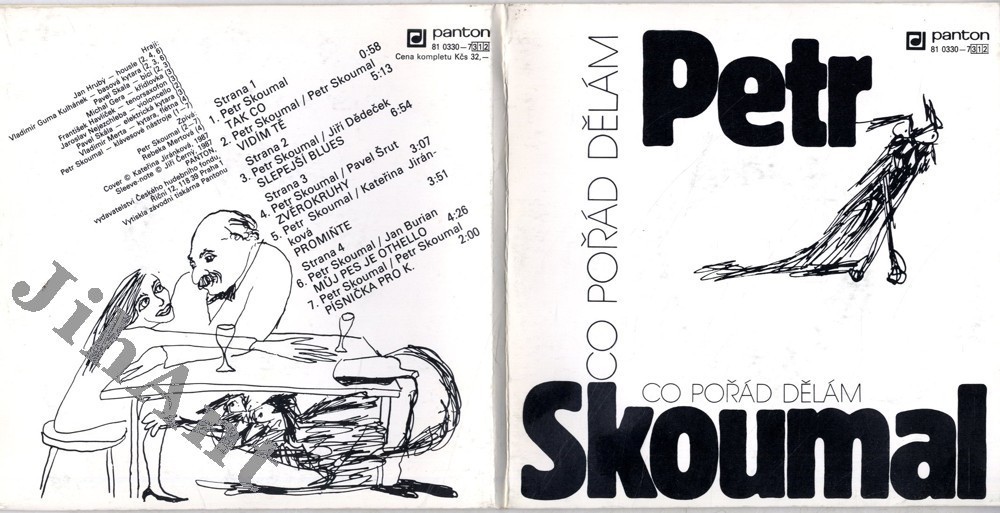 panton
81 0330-7312
Cena kompletu Kčs 32,—
Hrají:
Jan Hrubý – housle (2, 4, 6)
Vladimír Guma Kulhánek – basová kytara (2, 3, 6)
Pavel Skala – bicí (2, 3)
Michal Gera – křídlovka (3)
František Havlíček – tenorsaxofon (3)
Jaroslav Nejezchleba – violoncello
Pavel Skála – elektrická kytara
Vladimír Merta – kytara, flétna
Petr Skoumal – klávesové nástroje (1–7)
Petr Skoumal zpívá
Rebeka Mertová (4)
Cover © Kateřina Jiránková, 1987
Sleeve-note © Jiří Černý, 1987
PANTON,
vydavatelství Českého hudebního fondu,
Říční 12, 118 39 Praha 1
Vytiskla závodní tiskárna Pantonu
Strana 1
1. Petr Skoumal 0:58
TAK CO
2. Petr Skoumal / Petr Skoumal 5:13
VIDÍM TĚ
Strana 2
3. Petr Skoumal / Jiří Dědeček 6:54
SLEPEJŠÍ BLUES
Strana 3
4. Petr Skoumal / Pavel Šrut 3:07
ZVĚROKRUHY
5. Petr Skoumal / Kateřina Jirán-
ková 3:51
PROMIŇTE
Strana 4
6. Petr Skoumal / Jan Burian 4:26
MŮJ PES JE OTHELLO
7. Petr Skoumal / Petr Skoumal 2:00
PÍSNIČKA PRO K.
JihAnt
panton
81 0330-7312
Petr
CO POŘÁD DĚLÁM
CO POŘÁD DĚLÁM
Skoumal